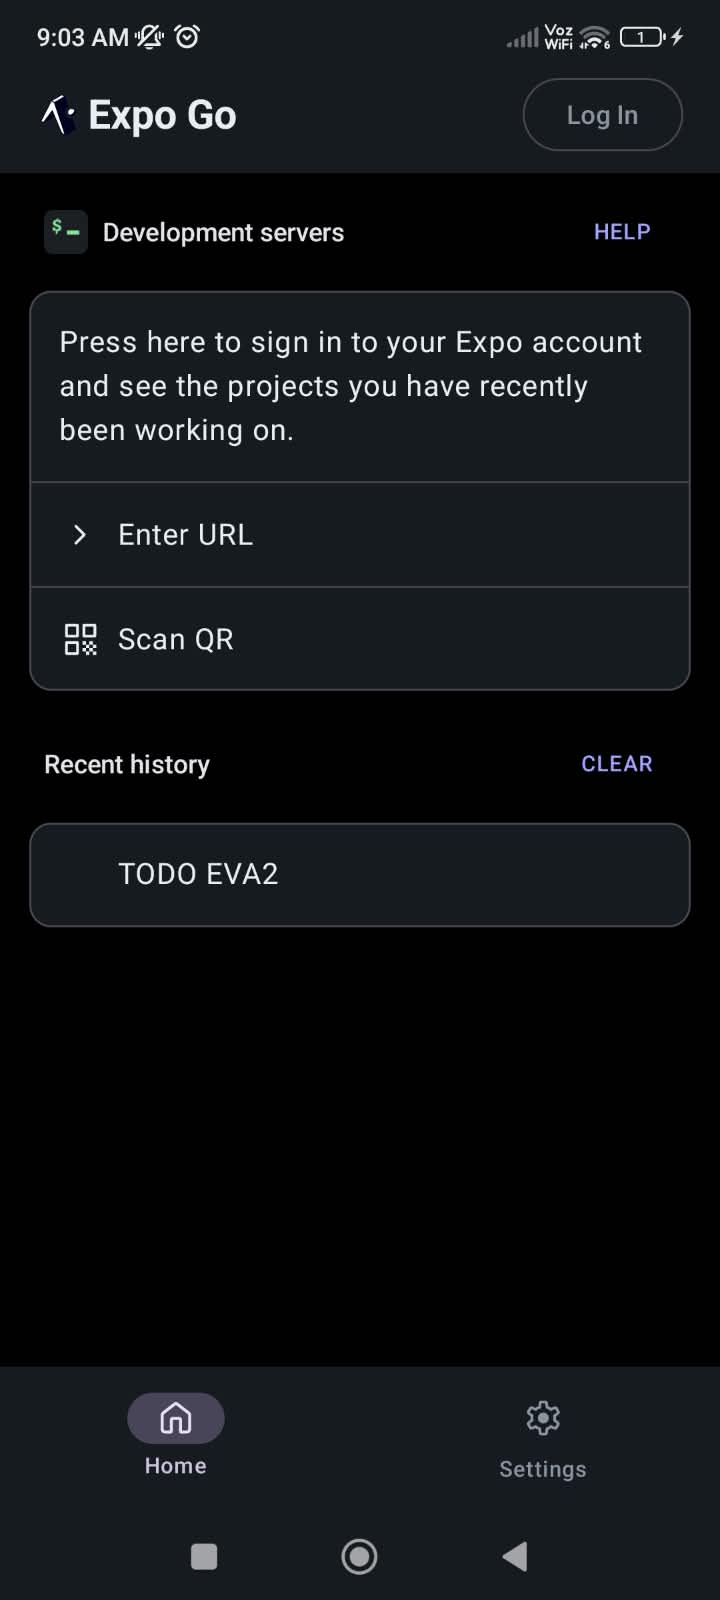 9:03 AM
Voz
WiFi
6
1
Expo Go
Log In
$
Development servers
HELP
Press here to sign in to your Expo account
and see the projects you have recently
been working on.
Enter URL
Scan QR
Recent history
CLEAR
TODO EVA2
Home
Settings